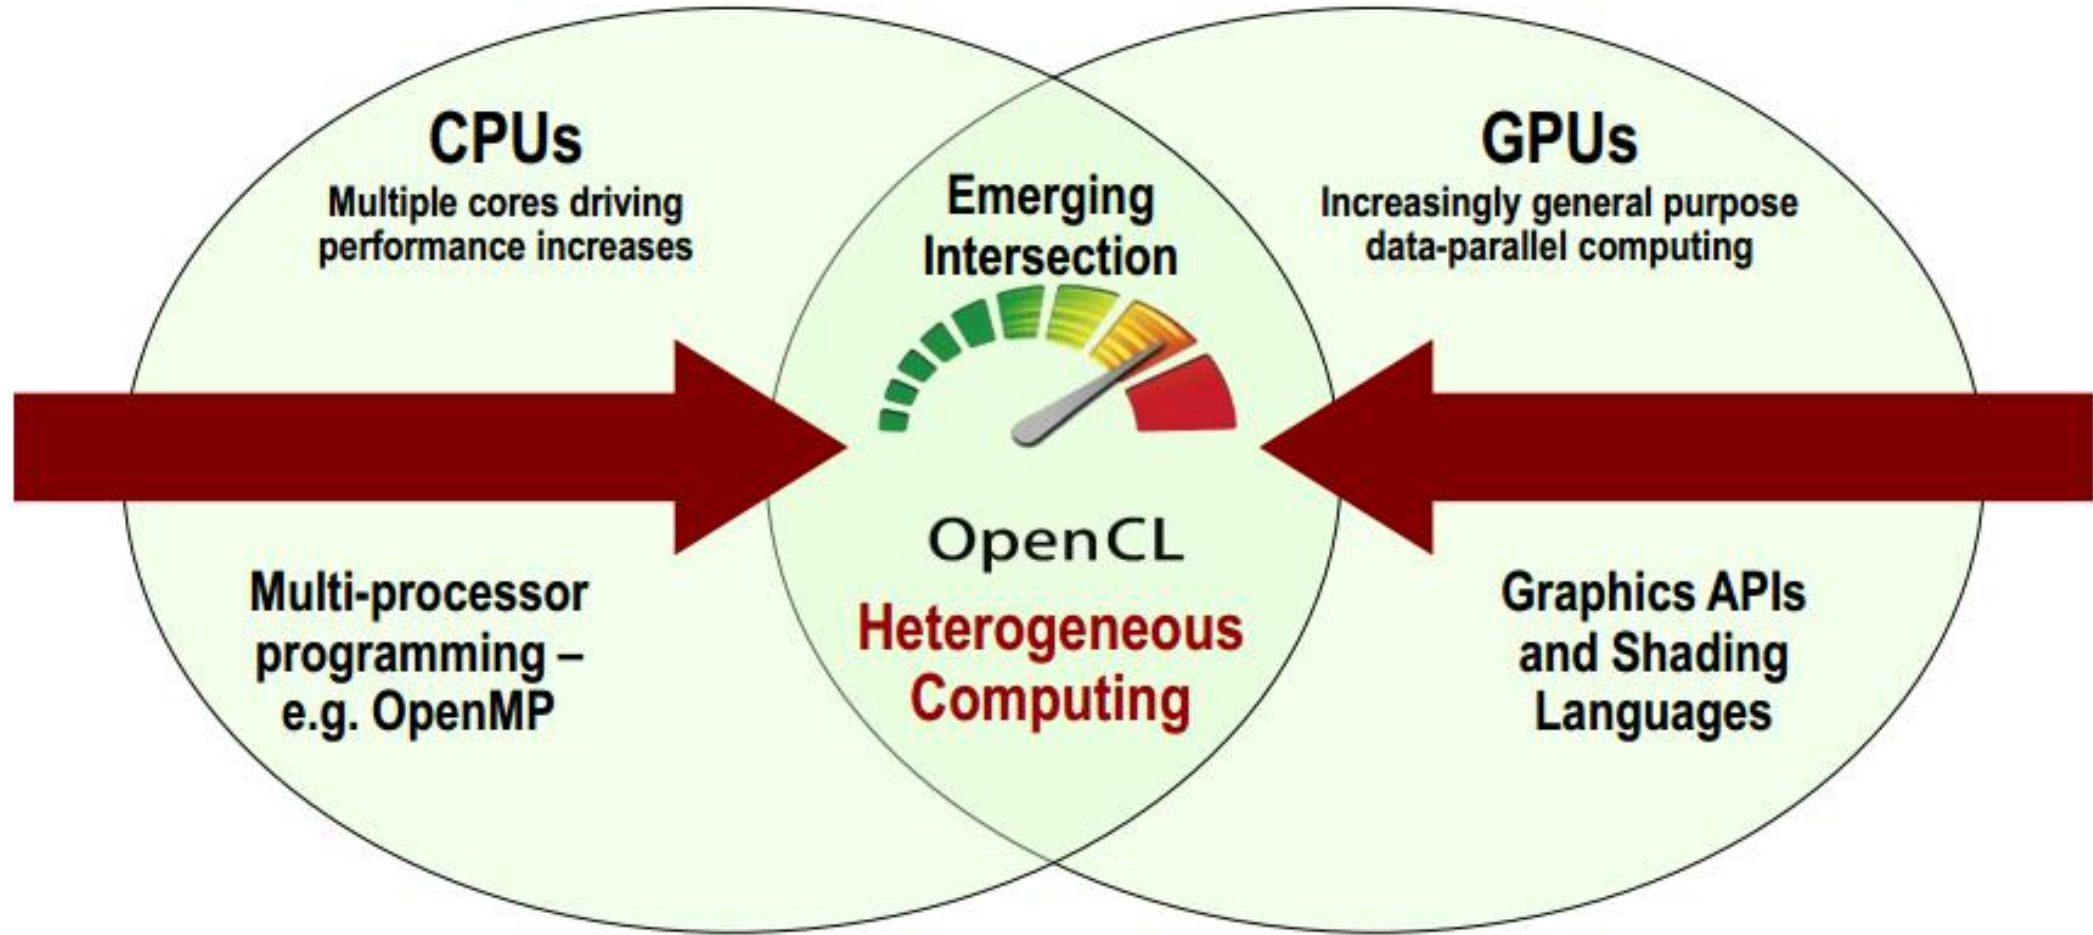 CPUs
Multiple cores driving
performance increases
Multi-processor
programming –
e.g. OpenMP
Emerging
Intersection
OpenCL
Heterogeneous
Computing
GPUs
Increasingly general purpose
data-parallel computing
Graphics APIs
and Shading
Languages